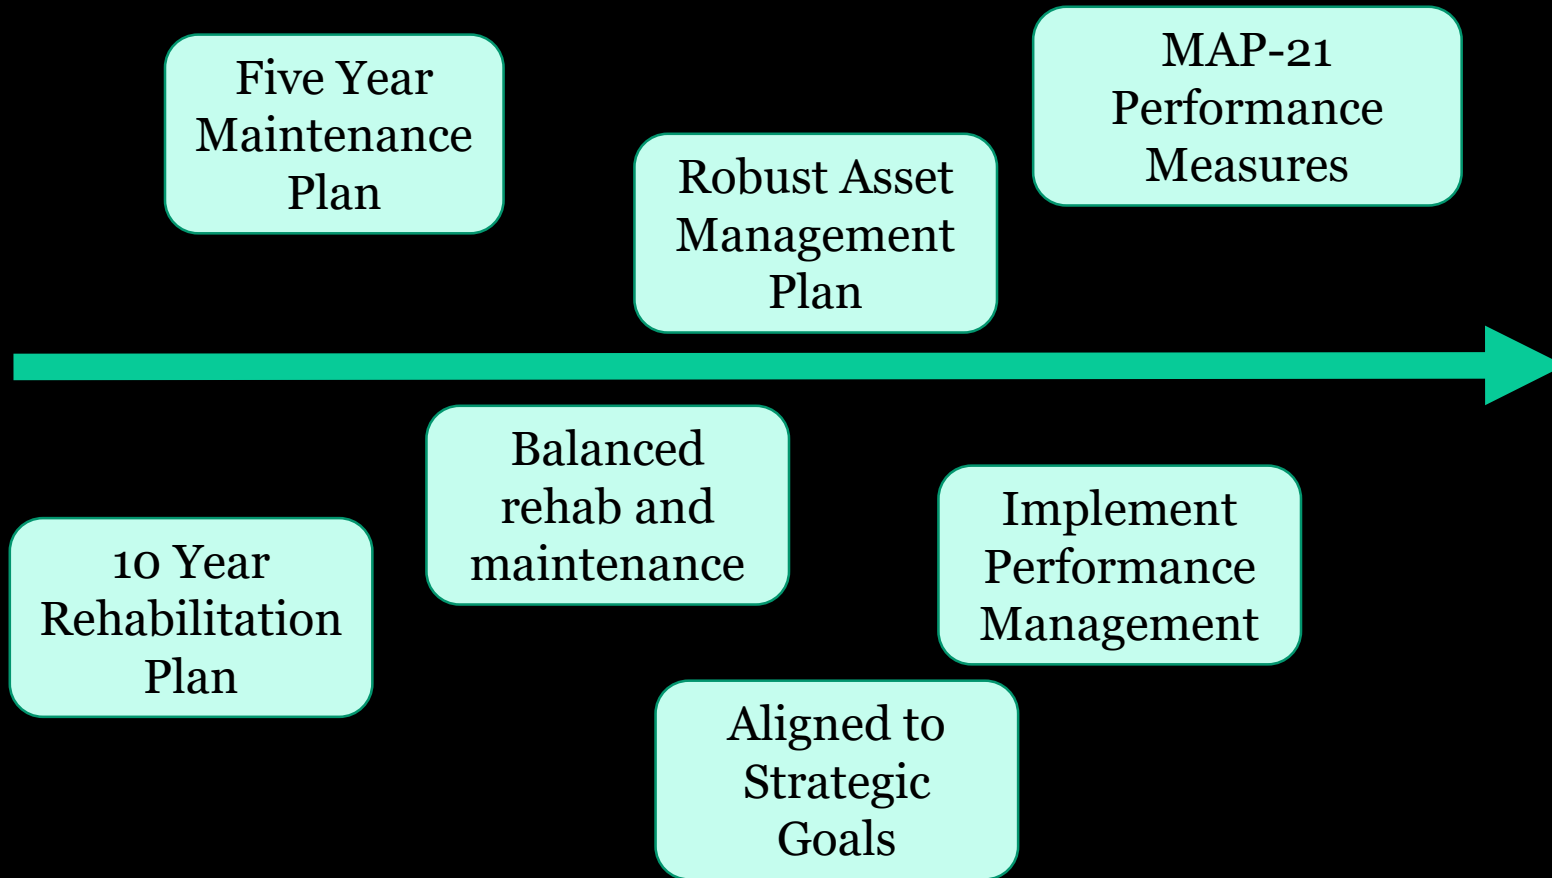 Five Year
Maintenance
Plan
Robust Asset
Management
Plan
MAP-21
Performance
Measures
10 Year
Rehabilitation
Plan
Balanced
rehab and
maintenance
Aligned to
Strategic
Goals
Implement
Performance
Management